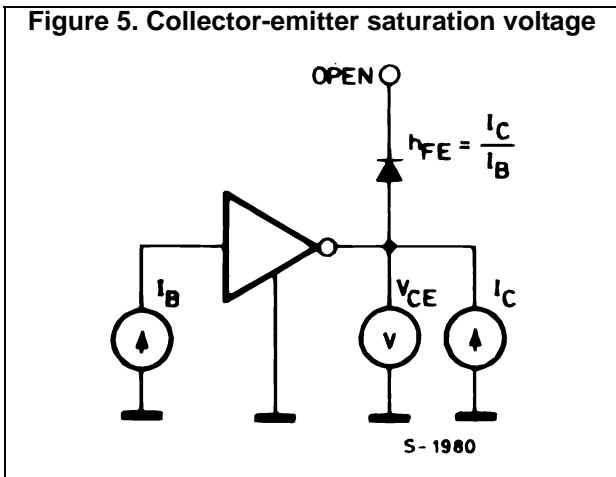 Figure 5. Collector-emitter saturation voltage
OPEN
hFE = IC
IB
IB
VCE
IC
V
S-1980